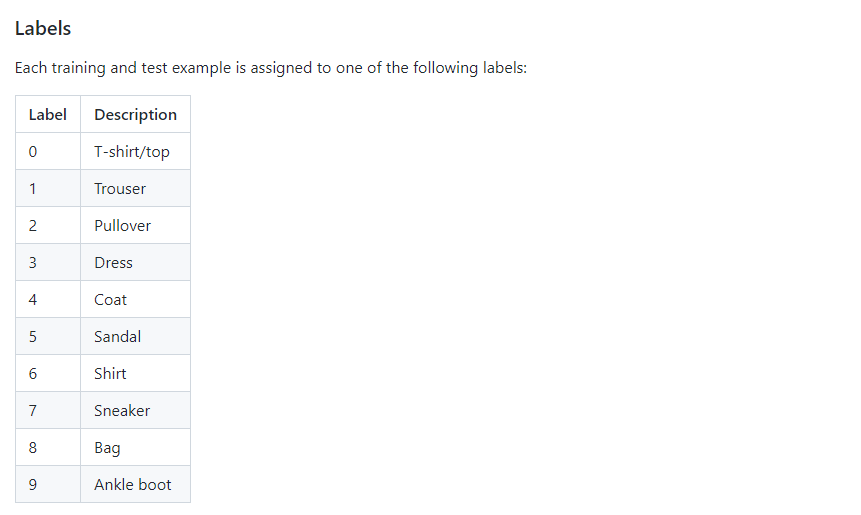 Labels
Each training and test example is assigned to one of the following labels:
Label Description
0 T-shirt/top
1 Trouser
2 Pullover
3 Dress
4 Coat
5 Sandal
6 Shirt
7 Sneaker
8 Bag
9 Ankle boot